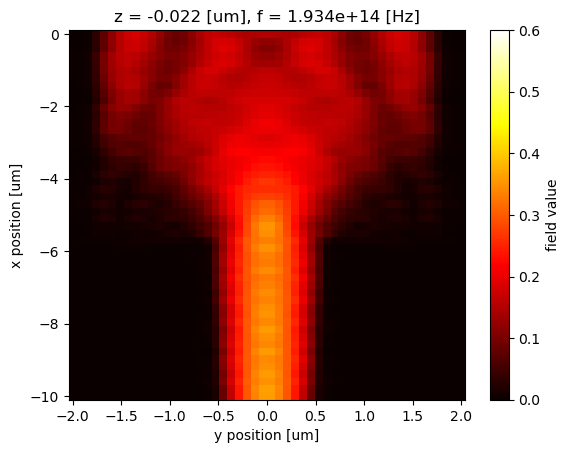 z = -0.022 [um], f = 1.934e+14 [Hz]
0
−2
−4
−6
−8
−10
x position [um]
−2.0 −1.5 −1.0 −0.5 0.0 0.5 1.0 1.5 2.0
y position [um]
0.6
0.5
0.4
0.3
0.2
0.1
0.0
field value